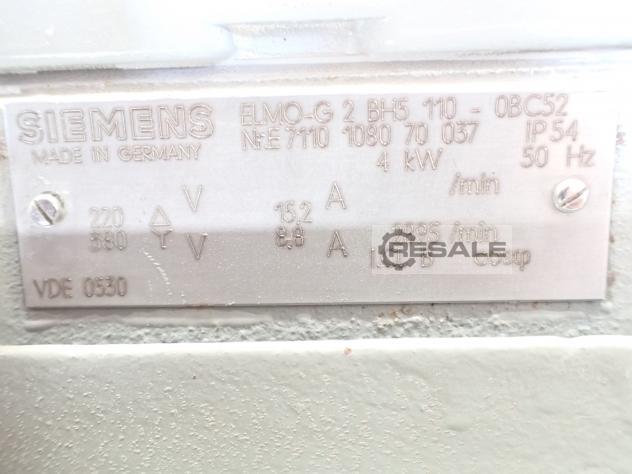 SIEMENS
MADE IN GERMANY
ELMO-G 2 BH5 110 - 0BC52
Nr.E 7110 1080 70 037 IP 54
4 kW 50 Hz
V A /min
220 △ 15,2
380 Y V 8,8 A /min
RESALE
VDE 0530